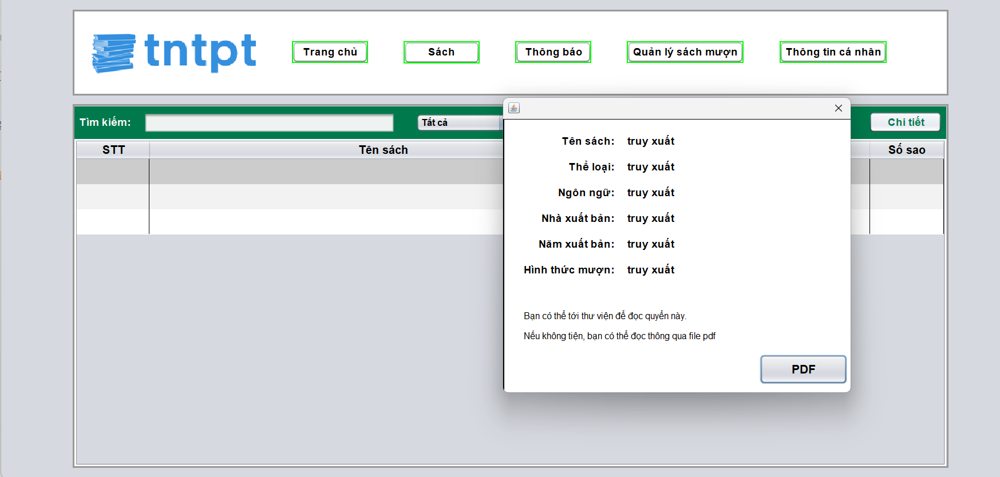 tntpt
Trang chủ
Sách
Thông báo
Quản lý sách mượn
Thông tin cá nhân
Tìm kiếm:
Tất cả
Chi tiết
STT
Tên sách
Số sao
Tên sách: truy xuất
Thể loại: truy xuất
Ngôn ngữ: truy xuất
Nhà xuất bản: truy xuất
Năm xuất bản: truy xuất
Hình thức mượn: truy xuất
Bạn có thể tới thư viện để đọc quyển này.
Nếu không tiện, bạn có thể đọc thông qua file pdf
PDF